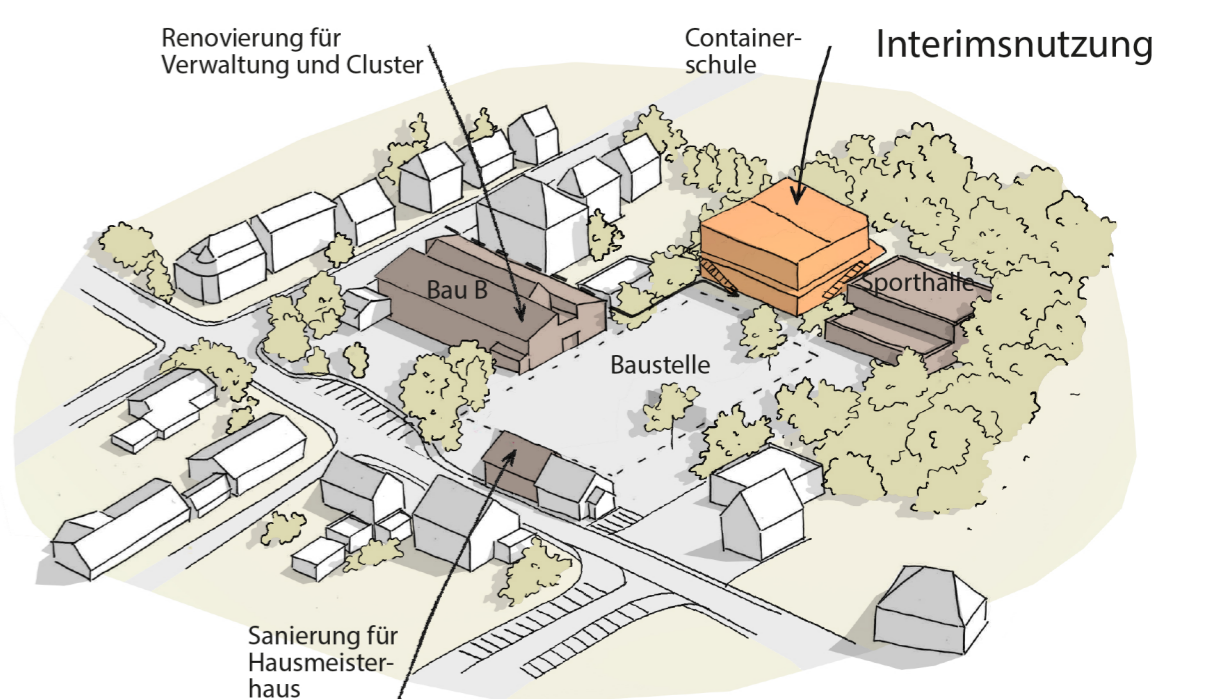 Renovierung für
Verwaltung und Cluster
Container-
schule
Interimsnutzung
Bau B
Sporthalle
Baustelle
Sanierung für
Hausmeister-
haus